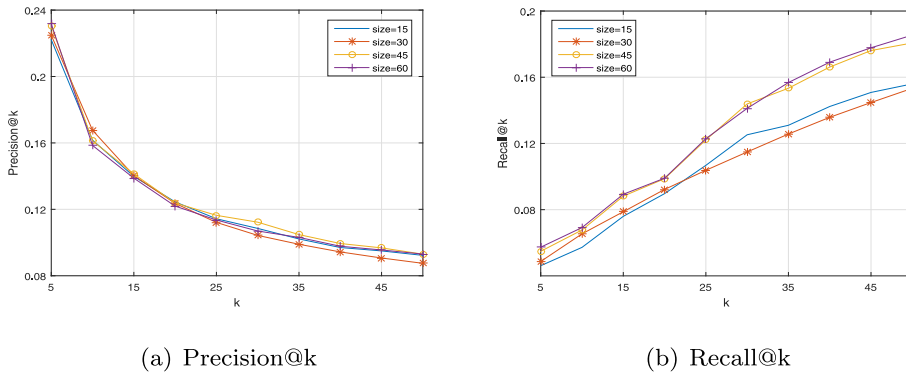 0.24
0.2
0.16
0.12
0.08
Precision@k
5
15
25
35
45
k
size=15
size=30
size=45
size=60
0.2
0.16
0.12
0.08
Recall@k
5
15
25
35
45
k
size=15
size=30
size=45
size=60
(a) Precision@k
(b) Recall@k